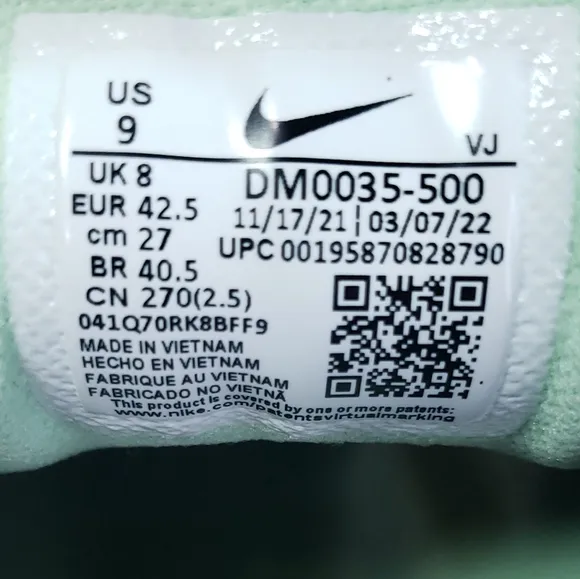 US
9
VJ
UK 8
EUR 42.5
cm 27
BR 40.5
CN 270(2.5)
DM0035-500
11/17/21 ¦ 03/07/22
UPC 00195870828790
041Q70RK8BFF9
MADE IN VIETNAM
HECHO EN VIETNAM
FABRIQUE AU VIETNAM
FABRICADO NO VIETNÃ
This product is covered by one or more patents:
www.nike.com/patentsvirtualmarking